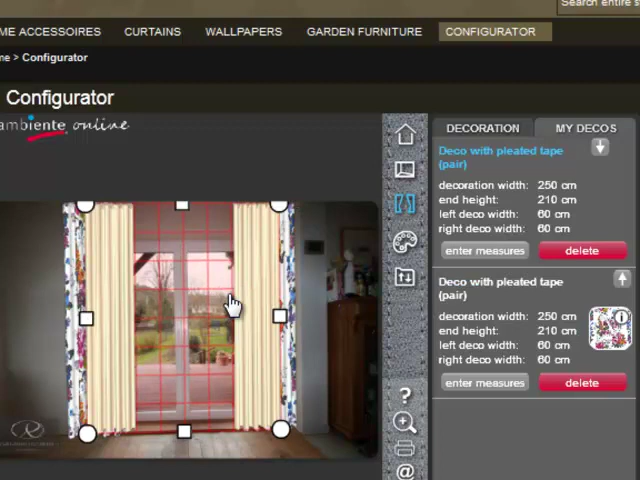 Search entire s
ME ACCESSOIRES CURTAINS WALLPAPERS GARDEN FURNITURE CONFIGURATOR
me > Configurator
Configurator
ambiente online
DECORATION MY DECOS
Deco with pleated tape
(pair)
decoration width: 250 cm
end height: 210 cm
left deco width: 60 cm
right deco width: 60 cm
enter measures delete
Deco with pleated tape
(pair)
decoration width: 250 cm
end height: 210 cm
left deco width: 60 cm
right deco width: 60 cm
enter measures delete
?
@